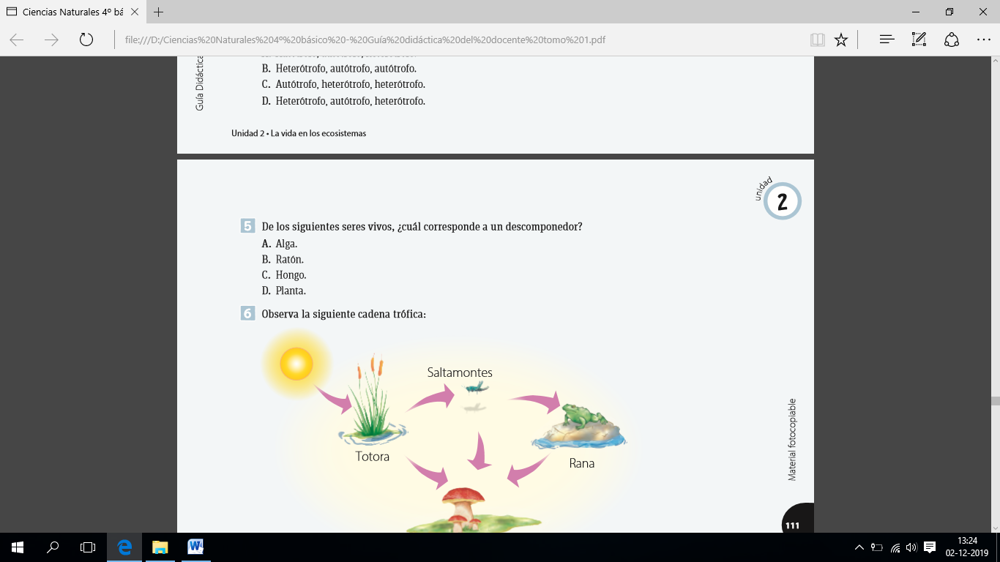 Ciencias Naturales 4º bá
file:///D:/Ciencias%20Naturales%204º%20básico%20-%20Guía%20didáctica%20del%20docente%20tomo%201.pdf
Guía Didáctica
B. Heterótrofo, autótrofo, autótrofo.
C. Autótrofo, heterótrofo, heterótrofo.
D. Heterótrofo, autótrofo, heterótrofo.
Unidad 2 • La vida en los ecosistemas
unidad
2
5 De los siguientes seres vivos, ¿cuál corresponde a un descomponedor?
A. Alga.
B. Ratón.
C. Hongo.
D. Planta.
6 Observa la siguiente cadena trófica:
Saltamontes
Totora
Rana
Material fotocopiable
111
13:24
02-12-2019